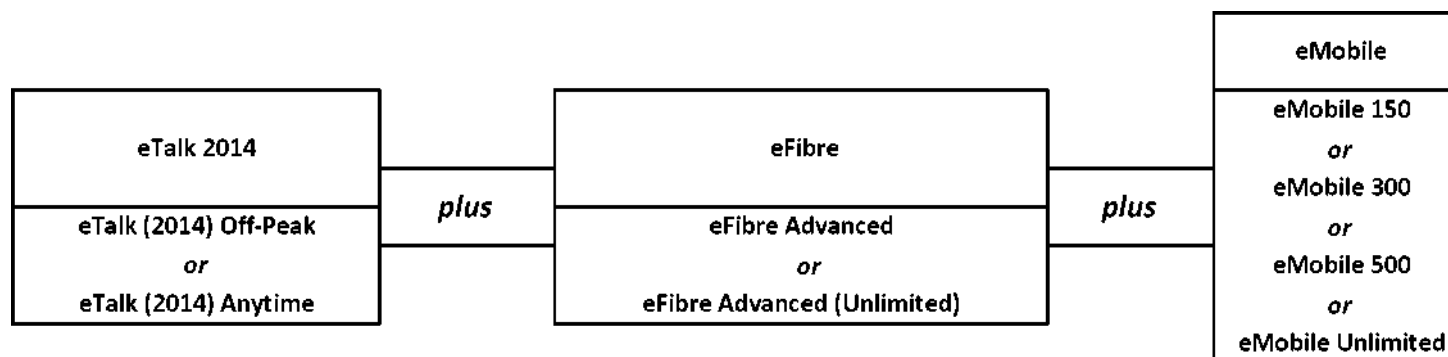 eTalk 2014
eTalk (2014) Off-Peak
or
eTalk (2014) Anytime
plus
eFibre
eFibre Advanced
or
eFibre Advanced (Unlimited)
plus
eMobile
eMobile 150
or
eMobile 300
or
eMobile 500
or
eMobile Unlimited